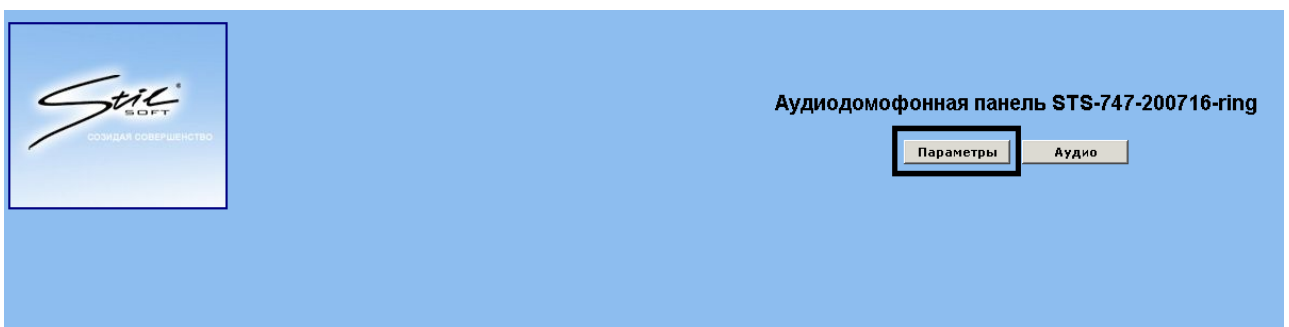 Stil
SOFT
СОЗИДАЯ СОВЕРШЕНСТВО
Аудиодомофонная панель STS-747-200716-ring
Параметры Аудио